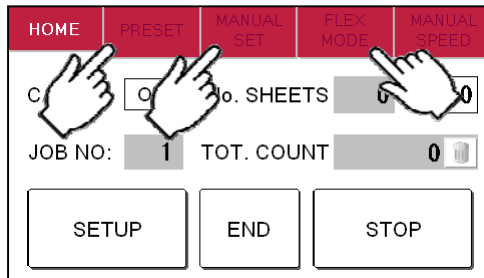 HOME PRESET MANUAL SET FLEX MODE MANUAL SPEED
No. SHEETS 0 0
JOB NO: 1 TOT. COUNT 0
SETUP END STOP